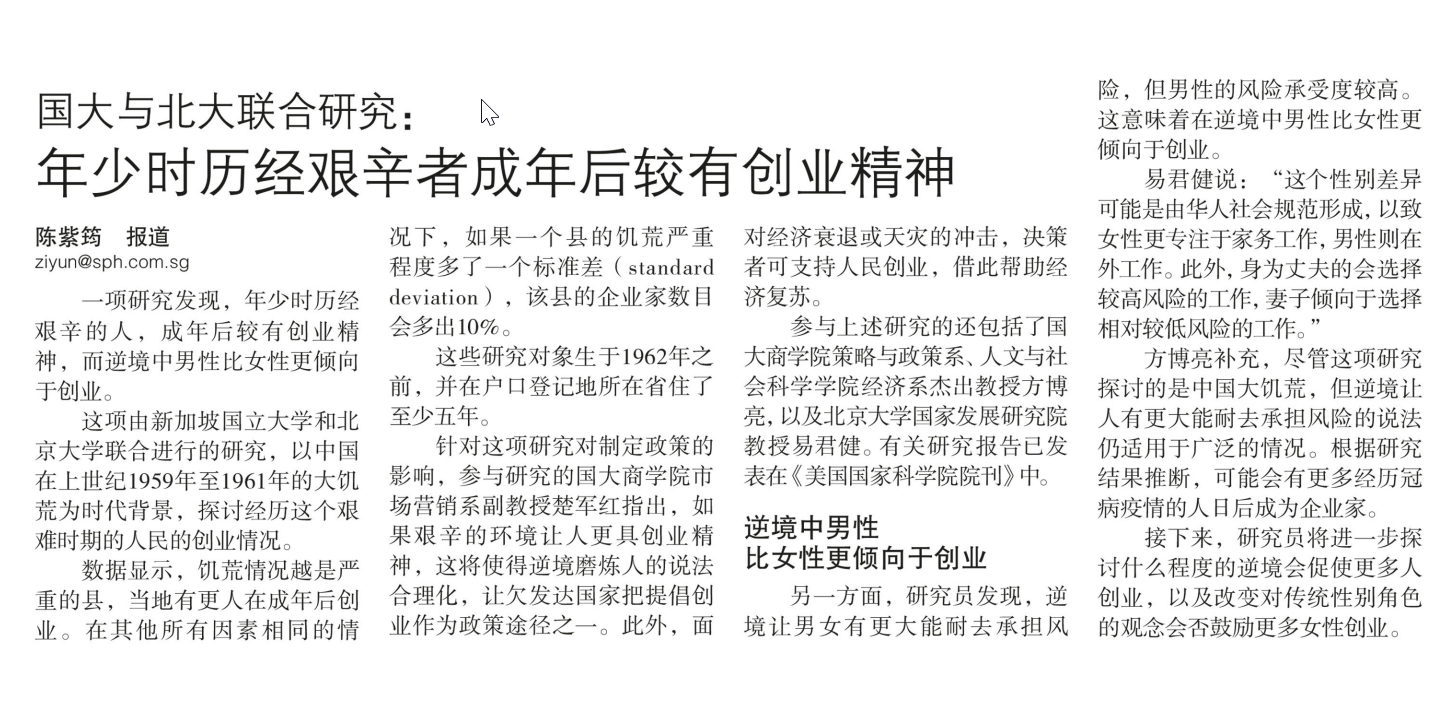 国大与北大联合研究：
年少时历经艰辛者成年后较有创业精神
陈紫筠　报道
ziyun@sph.com.sg
一项研究发现，年少时历经
艰辛的人，成年后较有创业精
神，而逆境中男性比女性更倾向
于创业。
这项由新加坡国立大学和北
京大学联合进行的研究，以中国
在上世纪1959年至1961年的大饥
荒为时代背景，探讨经历这个艰
难时期的人民的创业情况。
数据显示，饥荒情况越是严
重的县，当地有更人在成年后创
业。在其他所有因素相同的情
况下，如果一个县的饥荒严重
程度多了一个标准差（standard
deviation），该县的企业家数目
会多出10%。
这些研究对象生于1962年之
前，并在户口登记地所在省住了
至少五年。
针对这项研究对制定政策的
影响，参与研究的国大商学院市
场营销系副教授楚军红指出，如
果艰辛的环境让人更具创业精
神，这将使得逆境磨炼人的说法
合理化，让欠发达国家把提倡创
业作为政策途径之一。此外，面
对经济衰退或天灾的冲击，决策
者可支持人民创业，借此帮助经
济复苏。
参与上述研究的还包括了国
大商学院策略与政策系、人文与社
会科学学院经济系杰出教授方博
亮，以及北京大学国家发展研究院
教授易君健。有关研究报告已发
表在《美国国家科学院院刊》中。
逆境中男性
比女性更倾向于创业
另一方面，研究员发现，逆
境让男女有更大能耐去承担风
险，但男性的风险承受度较高。
这意味着在逆境中男性比女性更
倾向于创业。
易君健说：“这个性别差异
可能是由华人社会规范形成，以致
女性更专注于家务工作，男性则在
外工作。此外，身为丈夫的会选择
较高风险的工作，妻子倾向于选择
相对较低风险的工作。”
方博亮补充，尽管这项研究
探讨的是中国大饥荒，但逆境让
人有更大能耐去承担风险的说法
仍适用于广泛的情况。根据研究
结果推断，可能会有更多经历冠
病疫情的人日后成为企业家。
接下来，研究员将进一步探
讨什么程度的逆境会促使更多人
创业，以及改变对传统性别角色
的观念会否鼓励更多女性创业。